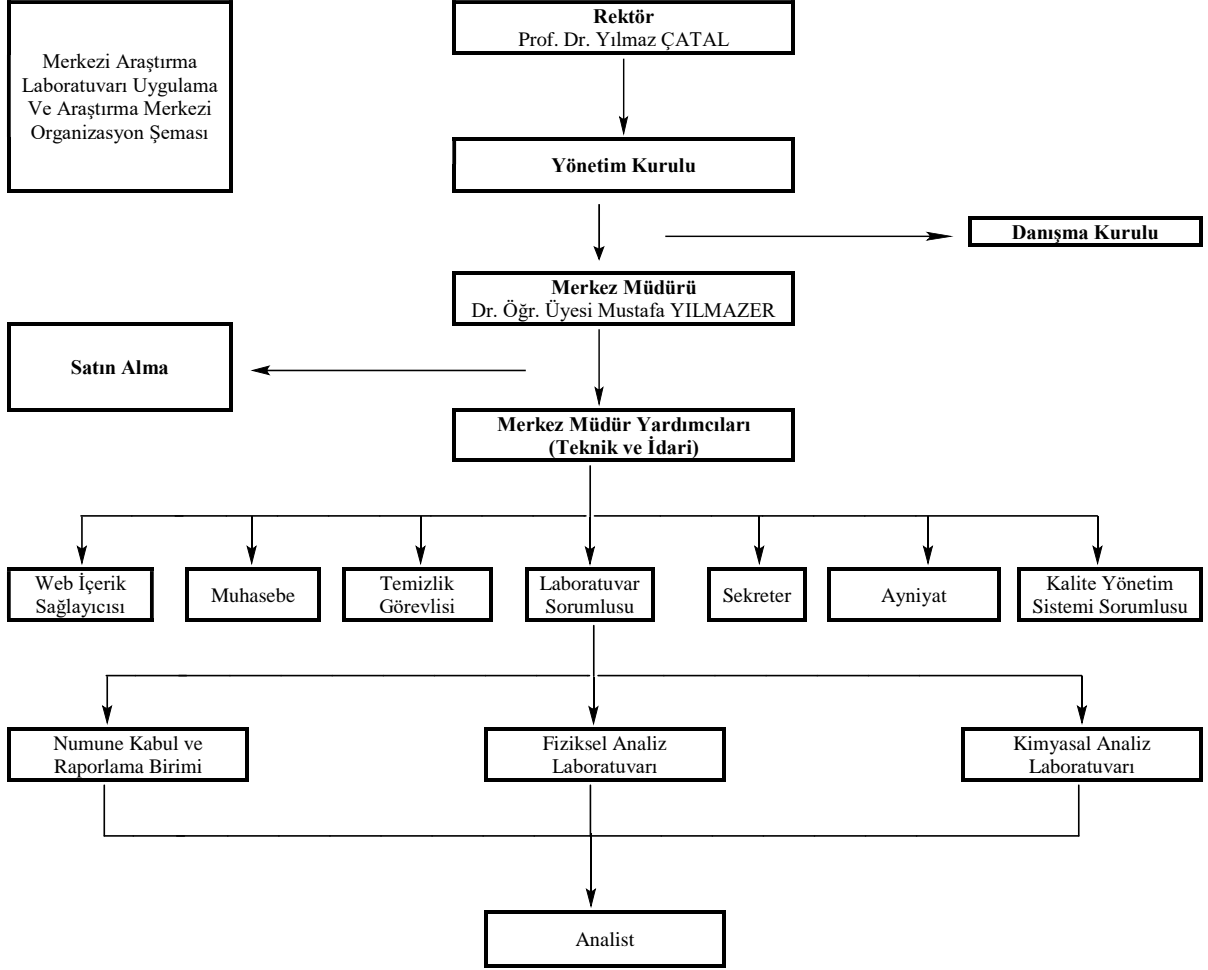 Merkezi Araştırma
Laboratuvarı Uygulama
Ve Araştırma Merkezi
Organizasyon Şeması
Rektör
Prof. Dr. Yılmaz ÇATAL
Yönetim Kurulu
Danışma Kurulu
Merkez Müdürü
Dr. Öğr. Üyesi Mustafa YILMAZER
Satın Alma
Merkez Müdür Yardımcıları
(Teknik ve İdari)
Web İçerik
Sağlayıcısı
Muhasebe
Temizlik
Görevlisi
Laboratuvar
Sorumlusu
Sekreter
Ayniyat
Kalite Yönetim
Sistemi Sorumlusu
Numune Kabul ve
Raporlama Birimi
Fiziksel Analiz
Laboratuvarı
Kimyasal Analiz
Laboratuvarı
Analist